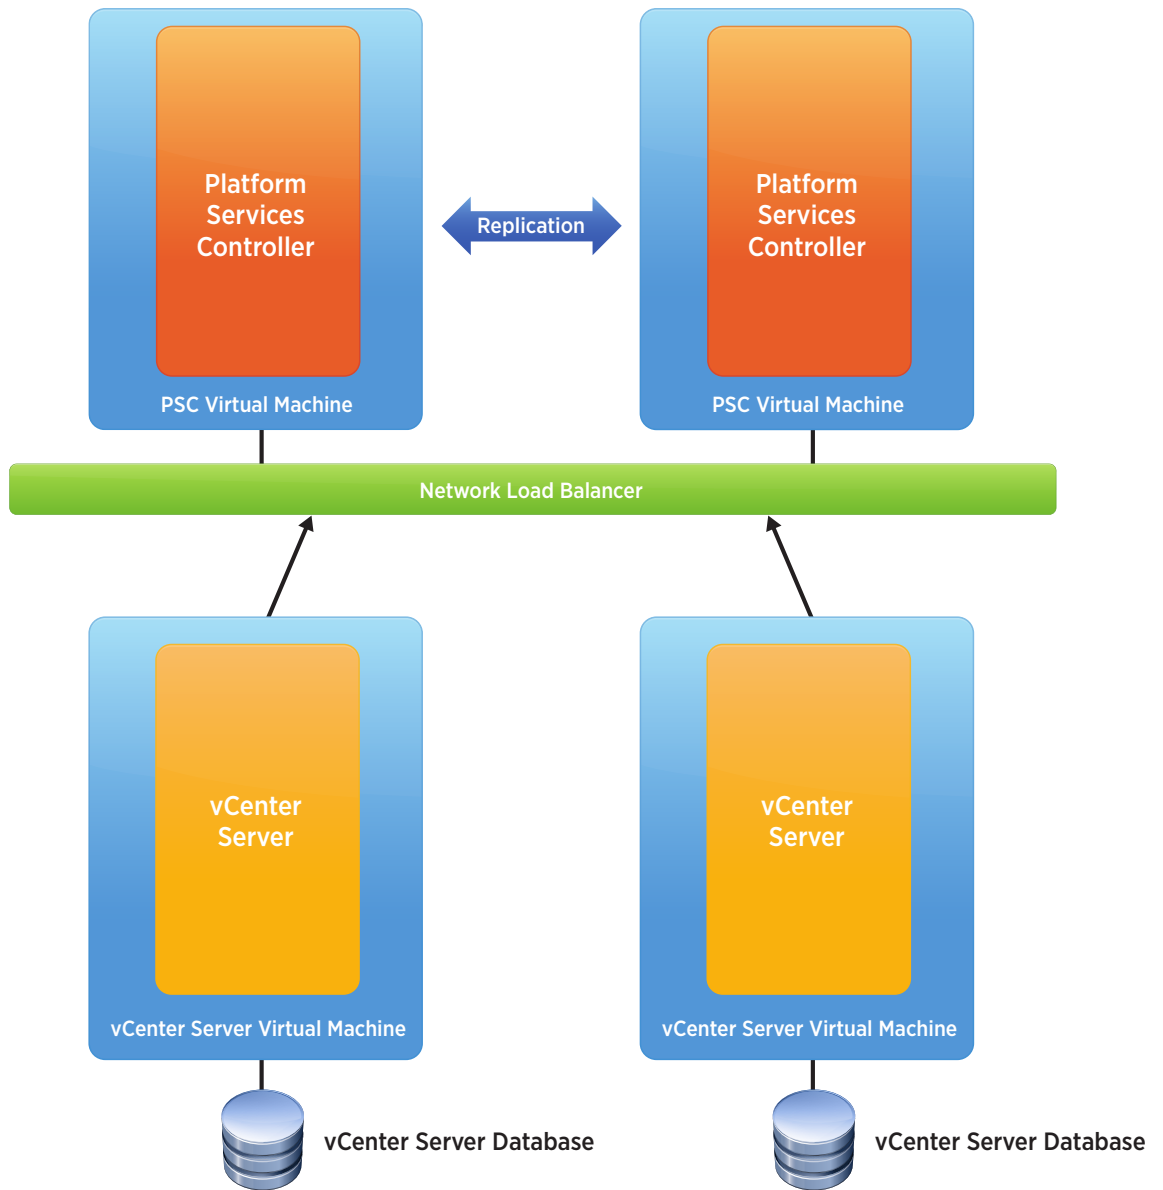 Platform
Services
Controller
PSC Virtual Machine
Replication
Platform
Services
Controller
PSC Virtual Machine
Network Load Balancer
vCenter
Server
vCenter Server Virtual Machine
vCenter
Server
vCenter Server Virtual Machine
vCenter Server Database
vCenter Server Database